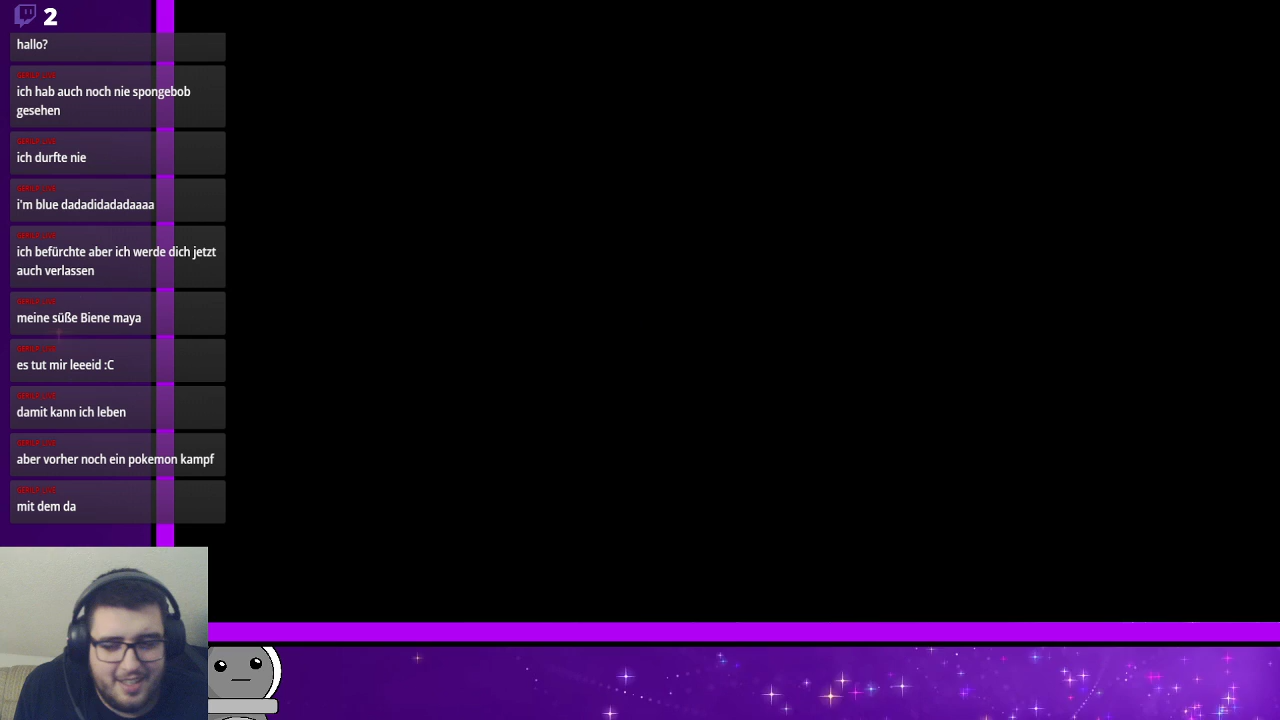 2
hallo?
ich hab auch noch nie spongebob
gesehen
ich durfte nie
i'm blue dadadidadadaaaa
ich befürchte aber ich werde dich jetzt
auch verlassen
meine süße Biene maya
es tut mir leeeid :C
damit kann ich leben
aber vorher noch ein pokemon kampf
mit dem da